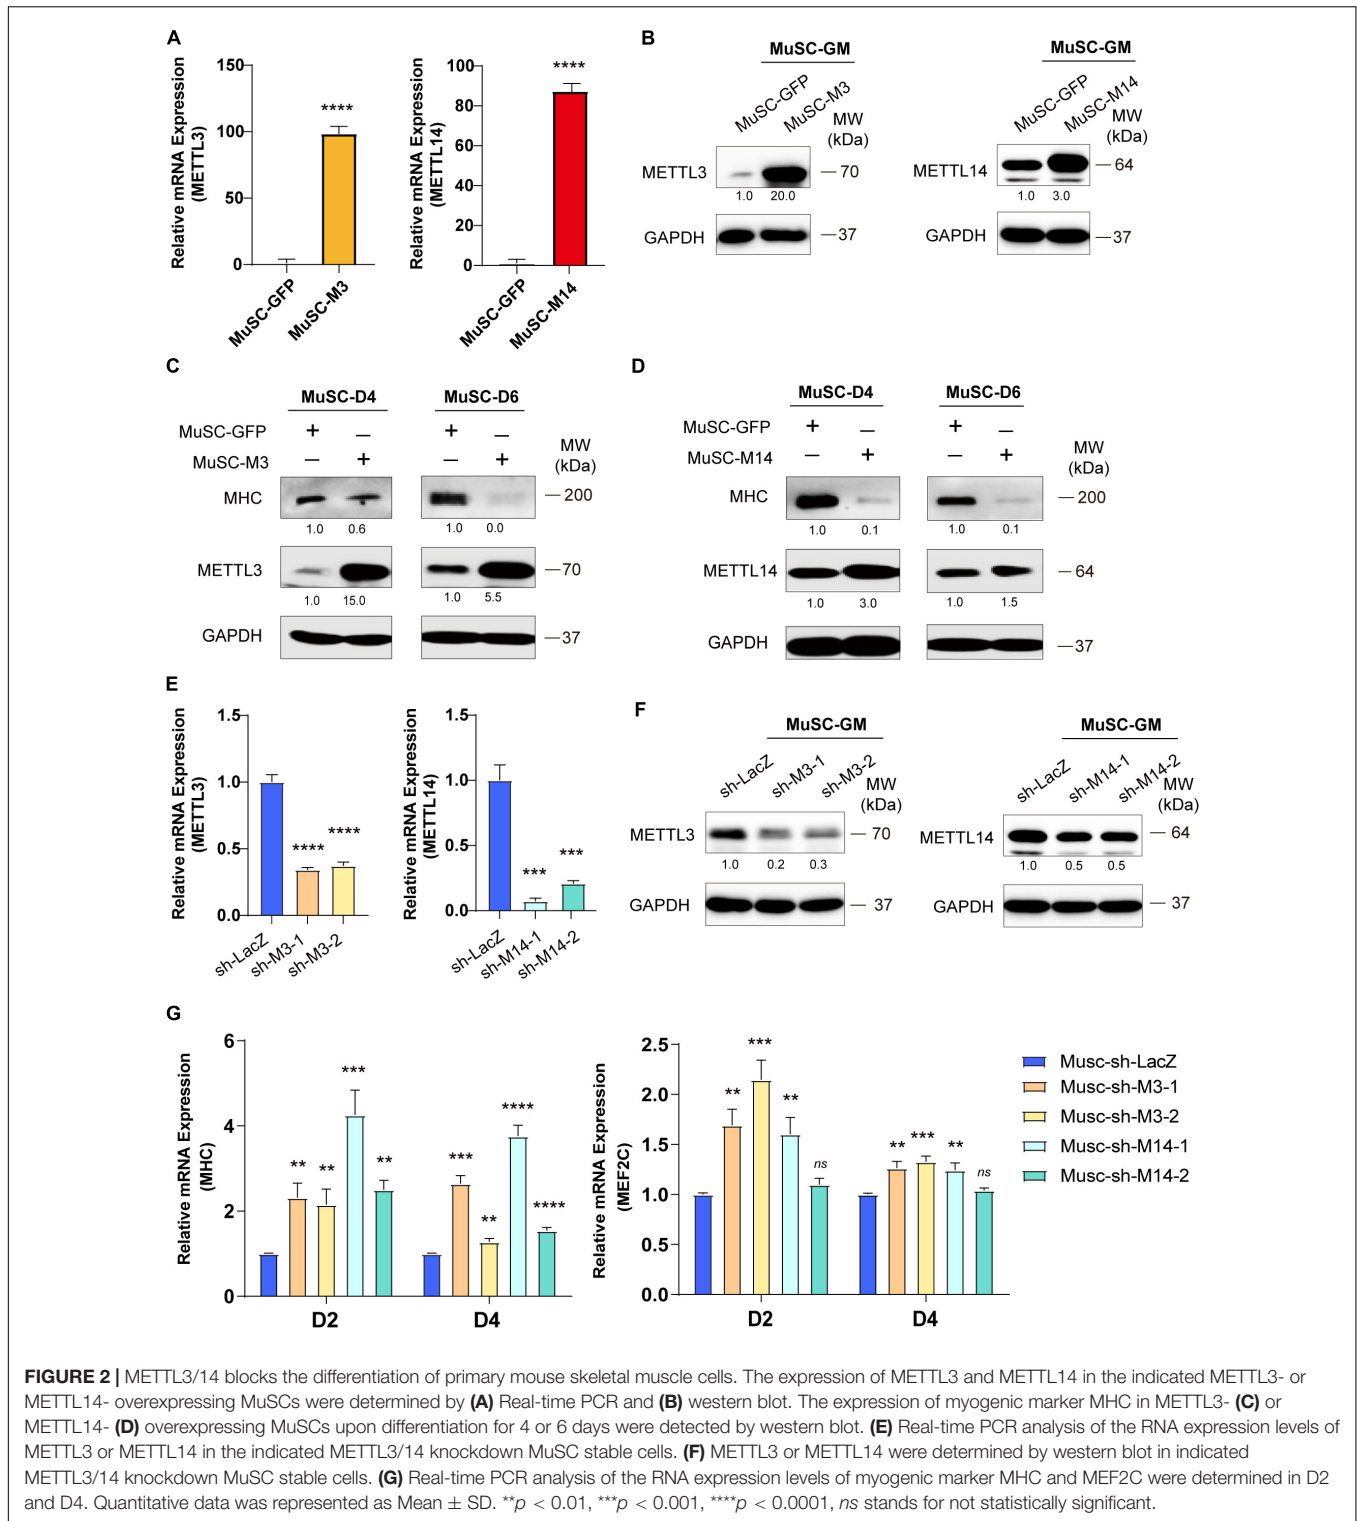 A
Relative mRNA Expression
(METTL3)
150
100
50
0
****
MuSC-GFP
MuSC-M3
Relative mRNA Expression
(METTL14)
100
80
60
40
20
0
****
MuSC-GFP
MuSC-M14
B
MuSC-GM
MuSC-GFP
MuSC-M3
MW
(kDa)
METTL3
70
1.0 20.0
GAPDH
37
MuSC-GM
MuSC-GFP
MuSC-M14
MW
(kDa)
METTL14
64
1.0 3.0
GAPDH
37
C
MuSC-D4 MuSC-D6
MuSC-GFP + — + —
MuSC-M3 — + — +
MW
(kDa)
MHC
200
1.0 0.6 1.0 0.0
METTL3
70
1.0 15.0 1.0 5.5
GAPDH
37
D
MuSC-D4 MuSC-D6
MuSC-GFP + — + —
MuSC-M14 — + — +
MW
(kDa)
MHC
200
1.0 0.1 1.0 0.1
METTL14
64
1.0 3.0 1.0 1.5
GAPDH
37
E
Relative mRNA Expression
(METTL3)
1.5
1.0
0.5
0.0
****
****
sh-LacZ
sh-M3-1
sh-M3-2
Relative mRNA Expression
(METTL14)
1.5
1.0
0.5
0.0
***
***
sh-LacZ
sh-M14-1
sh-M14-2
F
MuSC-GM
sh-LacZ
sh-M3-1
sh-M3-2
MW
(kDa)
METTL3
70
1.0 0.2 0.3
GAPDH
37
MuSC-GM
sh-LacZ
sh-M14-1
sh-M14-2
MW
(kDa)
METTL14
64
1.0 0.5 0.5
GAPDH
37
G
Relative mRNA Expression
(MHC)
6
4
2
0
** ** *** **
*** ** **** ****
D2 D4
Relative mRNA Expression
(MEF2C)
2.5
2.0
1.5
1.0
0.5
0.0
** *** ** ns
** *** ** ns
D2 D4
Musc-sh-LacZ
Musc-sh-M3-1
Musc-sh-M3-2
Musc-sh-M14-1
Musc-sh-M14-2
FIGURE 2 | METTL3/14 blocks the differentiation of primary mouse skeletal muscle cells. The expression of METTL3 and METTL14 in the indicated METTL3- or
METTL14- overexpressing MuSCs were determined by (A) Real-time PCR and (B) western blot. The expression of myogenic marker MHC in METTL3- (C) or
METTL14- (D) overexpressing MuSCs upon differentiation for 4 or 6 days were detected by western blot. (E) Real-time PCR analysis of the RNA expression levels of
METTL3 or METTL14 in the indicated METTL3/14 knockdown MuSC stable cells. (F) METTL3 or METTL14 were determined by western blot in indicated
METTL3/14 knockdown MuSC stable cells. (G) Real-time PCR analysis of the RNA expression levels of myogenic marker MHC and MEF2C were determined in D2
and D4. Quantitative data was represented as Mean ± SD. **p < 0.01, ***p < 0.001, ****p < 0.0001, ns stands for not statistically significant.